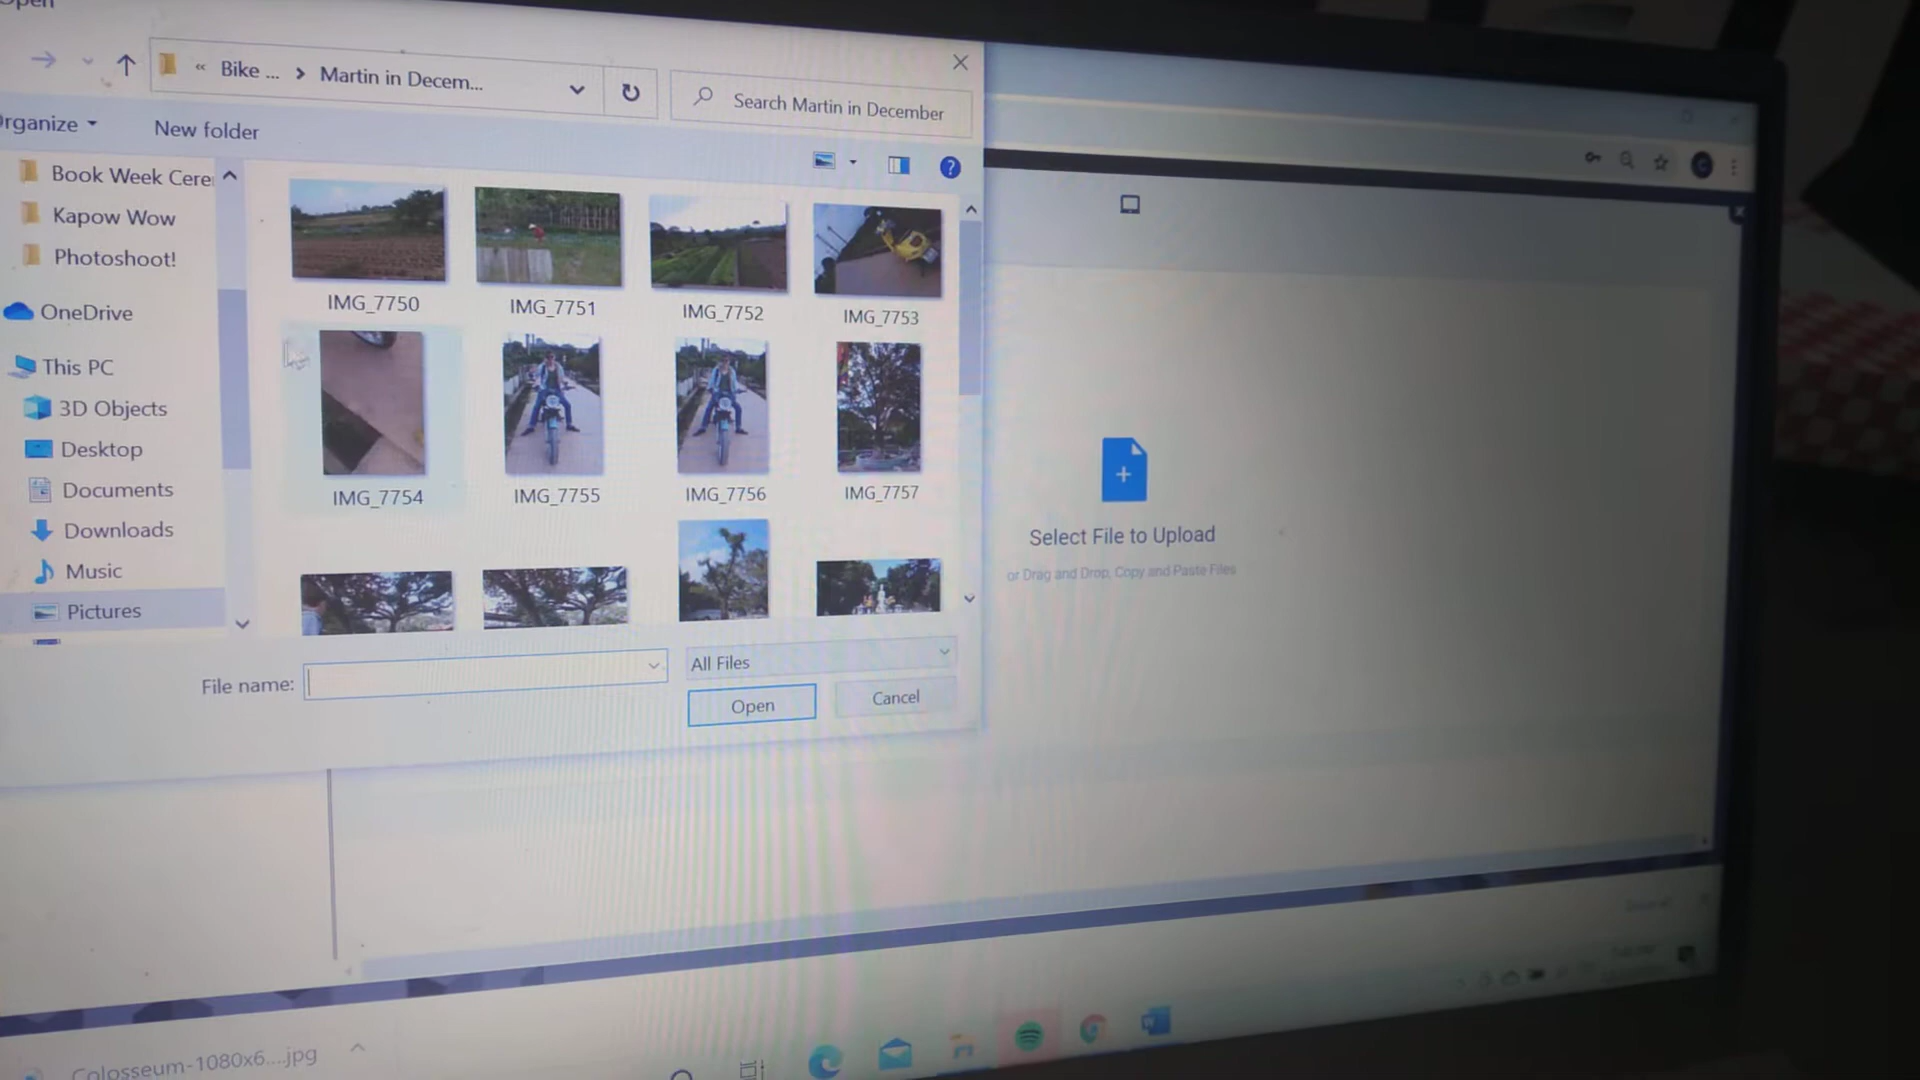 « Bike ... > Martin in Decem...
Search Martin in December
New folder
Book Week Cere
Kapow Wow
Photoshoot!
OneDrive
This PC
3D Objects
Desktop
Documents
Downloads
Music
Pictures
IMG_7750
IMG_7751
IMG_7752
IMG_7753
IMG_7754
IMG_7755
IMG_7756
IMG_7757
File name:
All Files
Open
Cancel
Select File to Upload
or Drag and Drop, Copy and Paste Files
Colosseum-1080x6....jpg